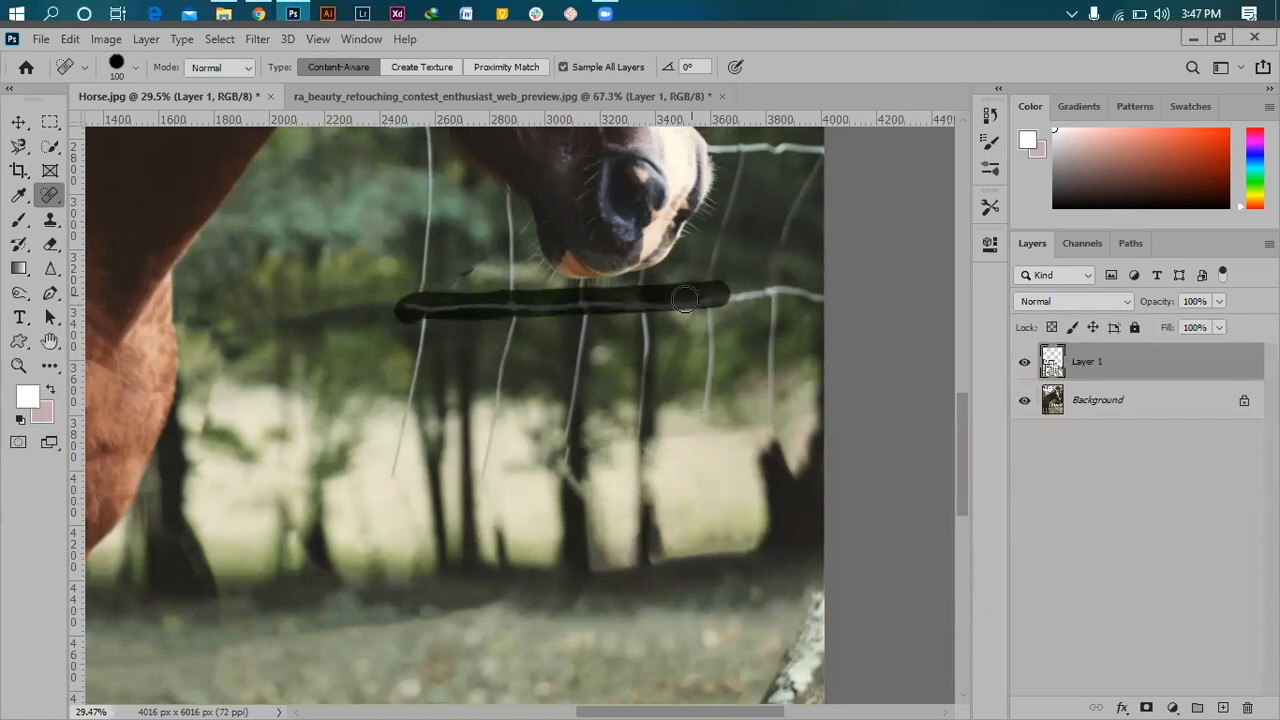 Ps Ai Lr Xd W 3:47 PM
Ps File Edit Image Layer Type Select Filter 3D View Window Help
100 Mode: Normal Type: Content-Aware Create Texture Proximity Match Sample All Layers 0°
Horse.jpg @ 29.5% (Layer 1, RGB/8) * ra_beauty_retouching_contest_enthusiast_web_preview.jpg @ 67.3% (Layer 1, RGB/8) *
1400 1600 1800 2000 2200 2400 2600 2800 3000 3200 3400 3600 3800 4000 4200
Color Gradients Patterns Swatches
Layers Channels Paths
Kind
Normal Opacity: 100%
Lock: Fill: 100%
Layer 1
Background
29.47% 4016 px x 6016 px (72 ppi)